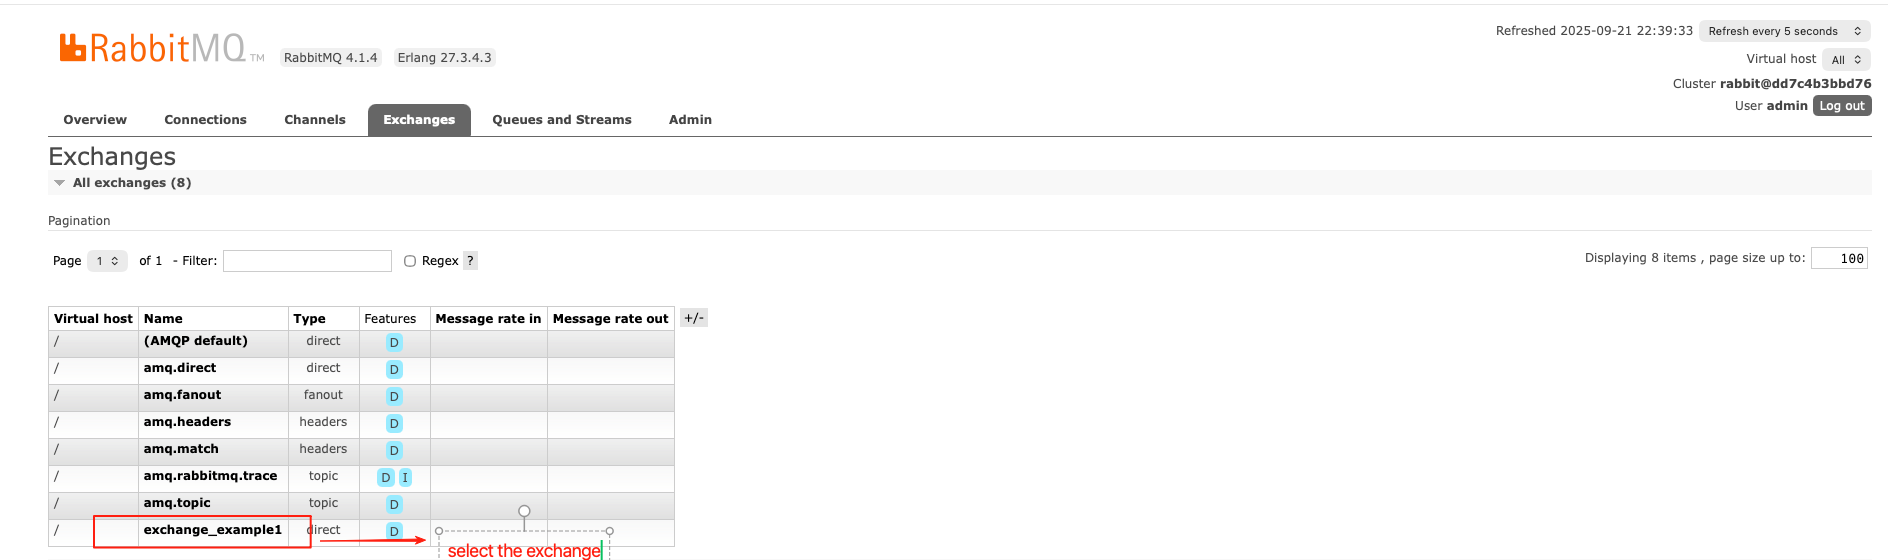 Refreshed 2025-09-21 22:39:33 Refresh every 5 seconds
RabbitMQ TM RabbitMQ 4.1.4 Erlang 27.3.4.3
Virtual host All
Cluster rabbit@dd7c4b3bbd76
User admin Log out
Overview Connections Channels Exchanges Queues and Streams Admin
Exchanges
All exchanges (8)
Pagination
Page 1 of 1 - Filter: Regex ? Displaying 8 items , page size up to: 100
Virtual host Name Type Features Message rate in Message rate out +/-
/ (AMQP default) direct D
/ amq.direct direct D
/ amq.fanout fanout D
/ amq.headers headers D
/ amq.match headers D
/ amq.rabbitmq.trace topic D I
/ amq.topic topic D
/ exchange_example1 direct D
select the exchange